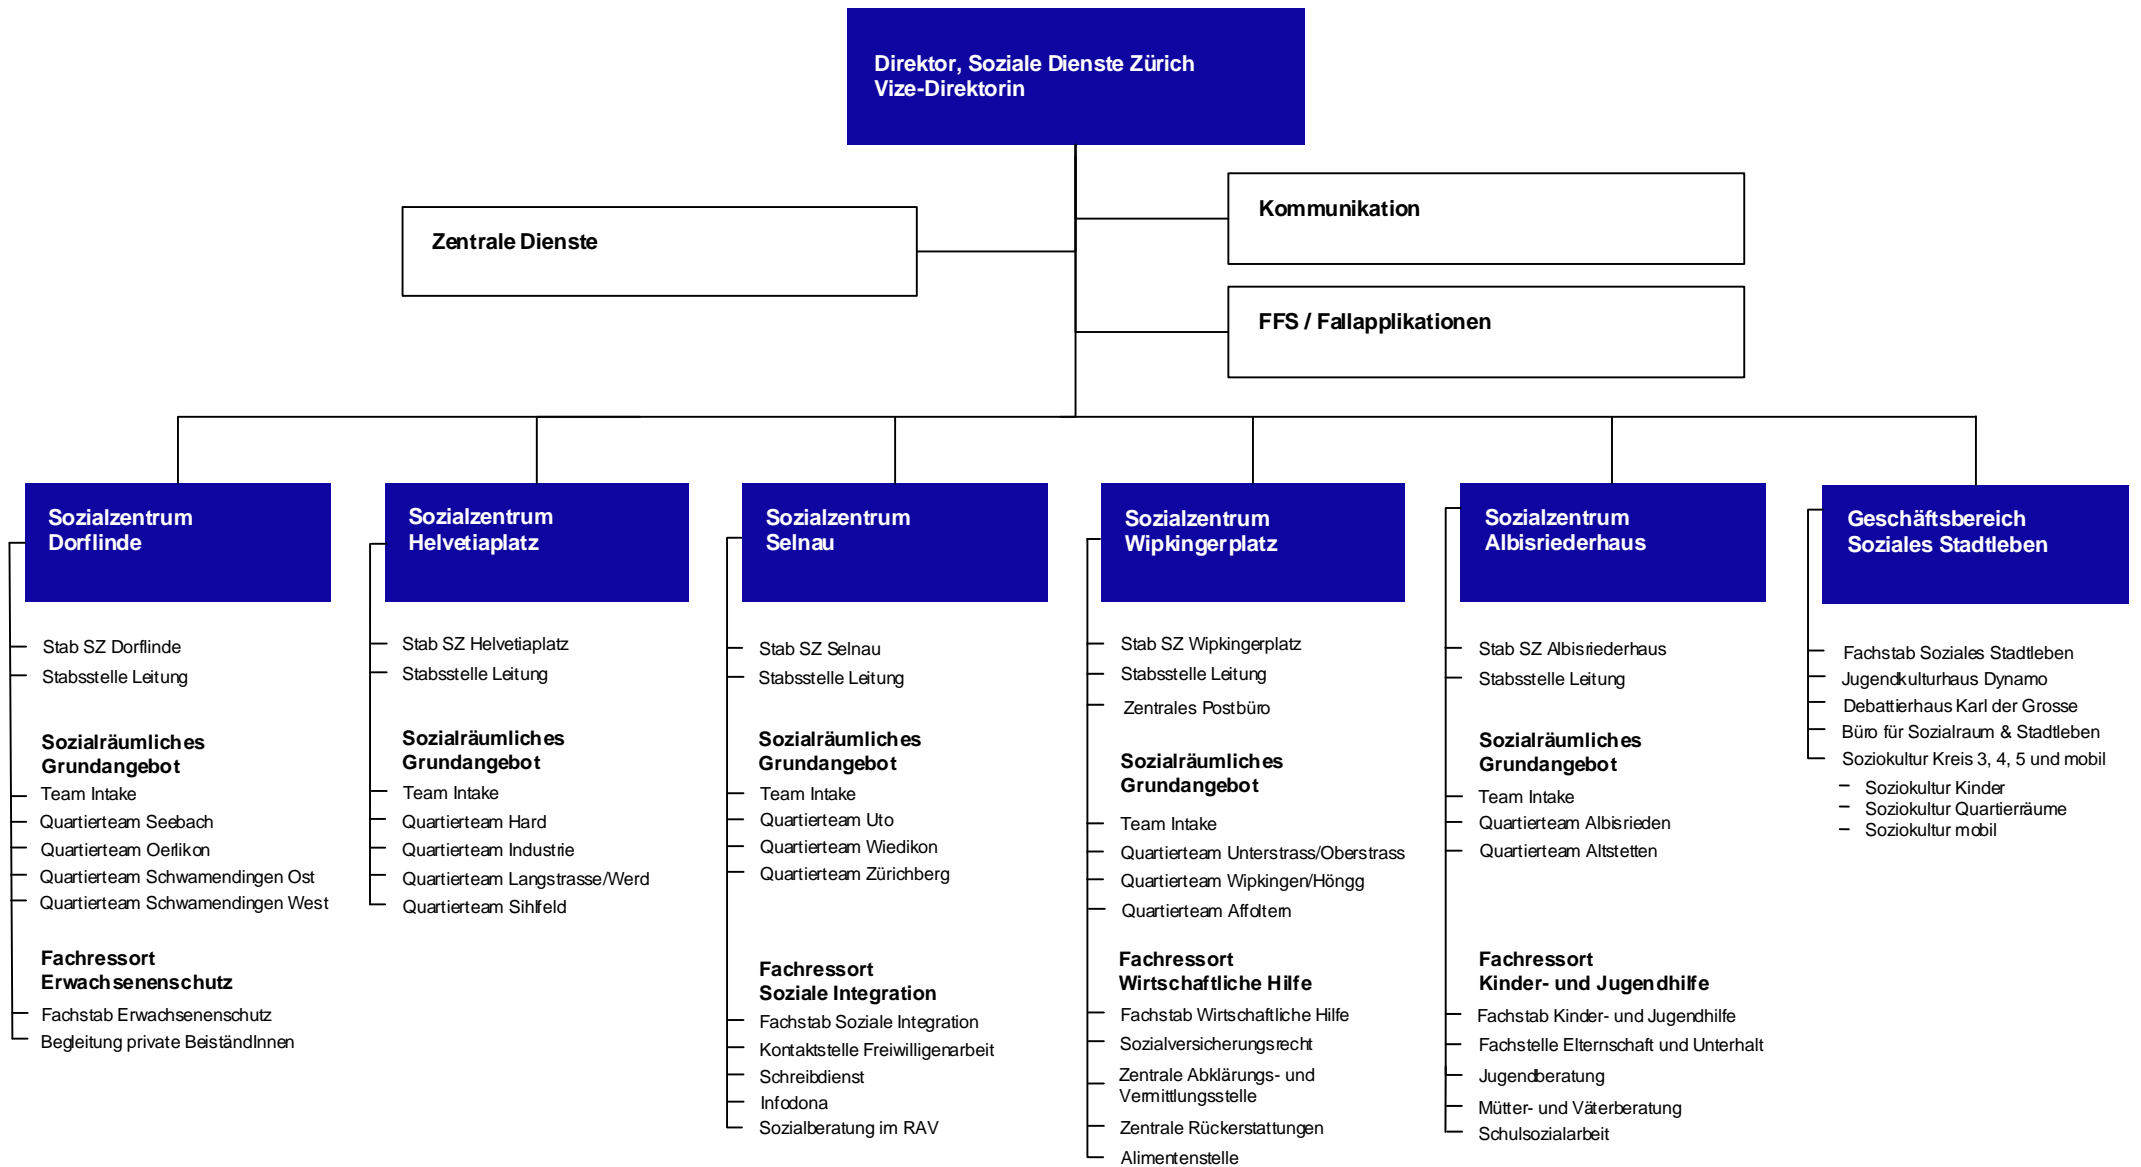 Direktor, Soziale Dienste Zürich
Vize-Direktorin
Kommunikation
Zentrale Dienste
FFS / Fallapplikationen
Sozialzentrum
Dorflinde
Stab SZ Dorflinde
Stabsstelle Leitung
Sozialräumliches
Grundangebot
Team Intake
Quartierteam Seebach
Quartierteam Oerlikon
Quartierteam Schwamendingen Ost
Quartierteam Schwamendingen West
Fachressort
Erwachsenenschutz
Fachstab Erwachsenenschutz
Begleitung private BeiständInnen
Sozialzentrum
Helvetiaplatz
Stab SZ Helvetiaplatz
Stabsstelle Leitung
Sozialräumliches
Grundangebot
Team Intake
Quartierteam Hard
Quartierteam Industrie
Quartierteam Langstrasse/Werd
Quartierteam Sihlfeld
Sozialzentrum
Selnau
Stab SZ Selnau
Stabsstelle Leitung
Sozialräumliches
Grundangebot
Team Intake
Quartierteam Uto
Quartierteam Wiedikon
Quartierteam Zürichberg
Fachressort
Soziale Integration
Fachstab Soziale Integration
Kontaktstelle Freiwilligenarbeit
Schreibdienst
Infodona
Sozialberatung im RAV
Sozialzentrum
Wipkingerplatz
Stab SZ Wipkingerplatz
Stabsstelle Leitung
Zentrales Postbüro
Sozialräumliches
Grundangebot
Team Intake
Quartierteam Unterstrass/Oberstrass
Quartierteam Wipkingen/Höngg
Quartierteam Affoltern
Fachressort
Wirtschaftliche Hilfe
Fachstab Wirtschaftliche Hilfe
Sozialversicherungsrecht
Zentrale Abklärungs- und
Vermittlungsstelle
Zentrale Rückerstattungen
Alimentenstelle
Sozialzentrum
Albisriederhaus
Stab SZ Albisriederhaus
Stabsstelle Leitung
Sozialräumliches
Grundangebot
Team Intake
Quartierteam Albisrieden
Quartierteam Altstetten
Fachressort
Kinder- und Jugendhilfe
Fachstab Kinder- und Jugendhilfe
Fachstelle Elternschaft und Unterhalt
Jugendberatung
Mütter- und Väterberatung
Schulsozialarbeit
Geschäftsbereich
Soziales Stadtleben
Fachstab Soziales Stadtleben
Jugendkulturhaus Dynamo
Debattierhaus Karl der Grosse
Büro für Sozialraum & Stadtleben
Soziokultur Kreis 3, 4, 5 und mobil
– Soziokultur Kinder
– Soziokultur Quartierräume
– Soziokultur mobil